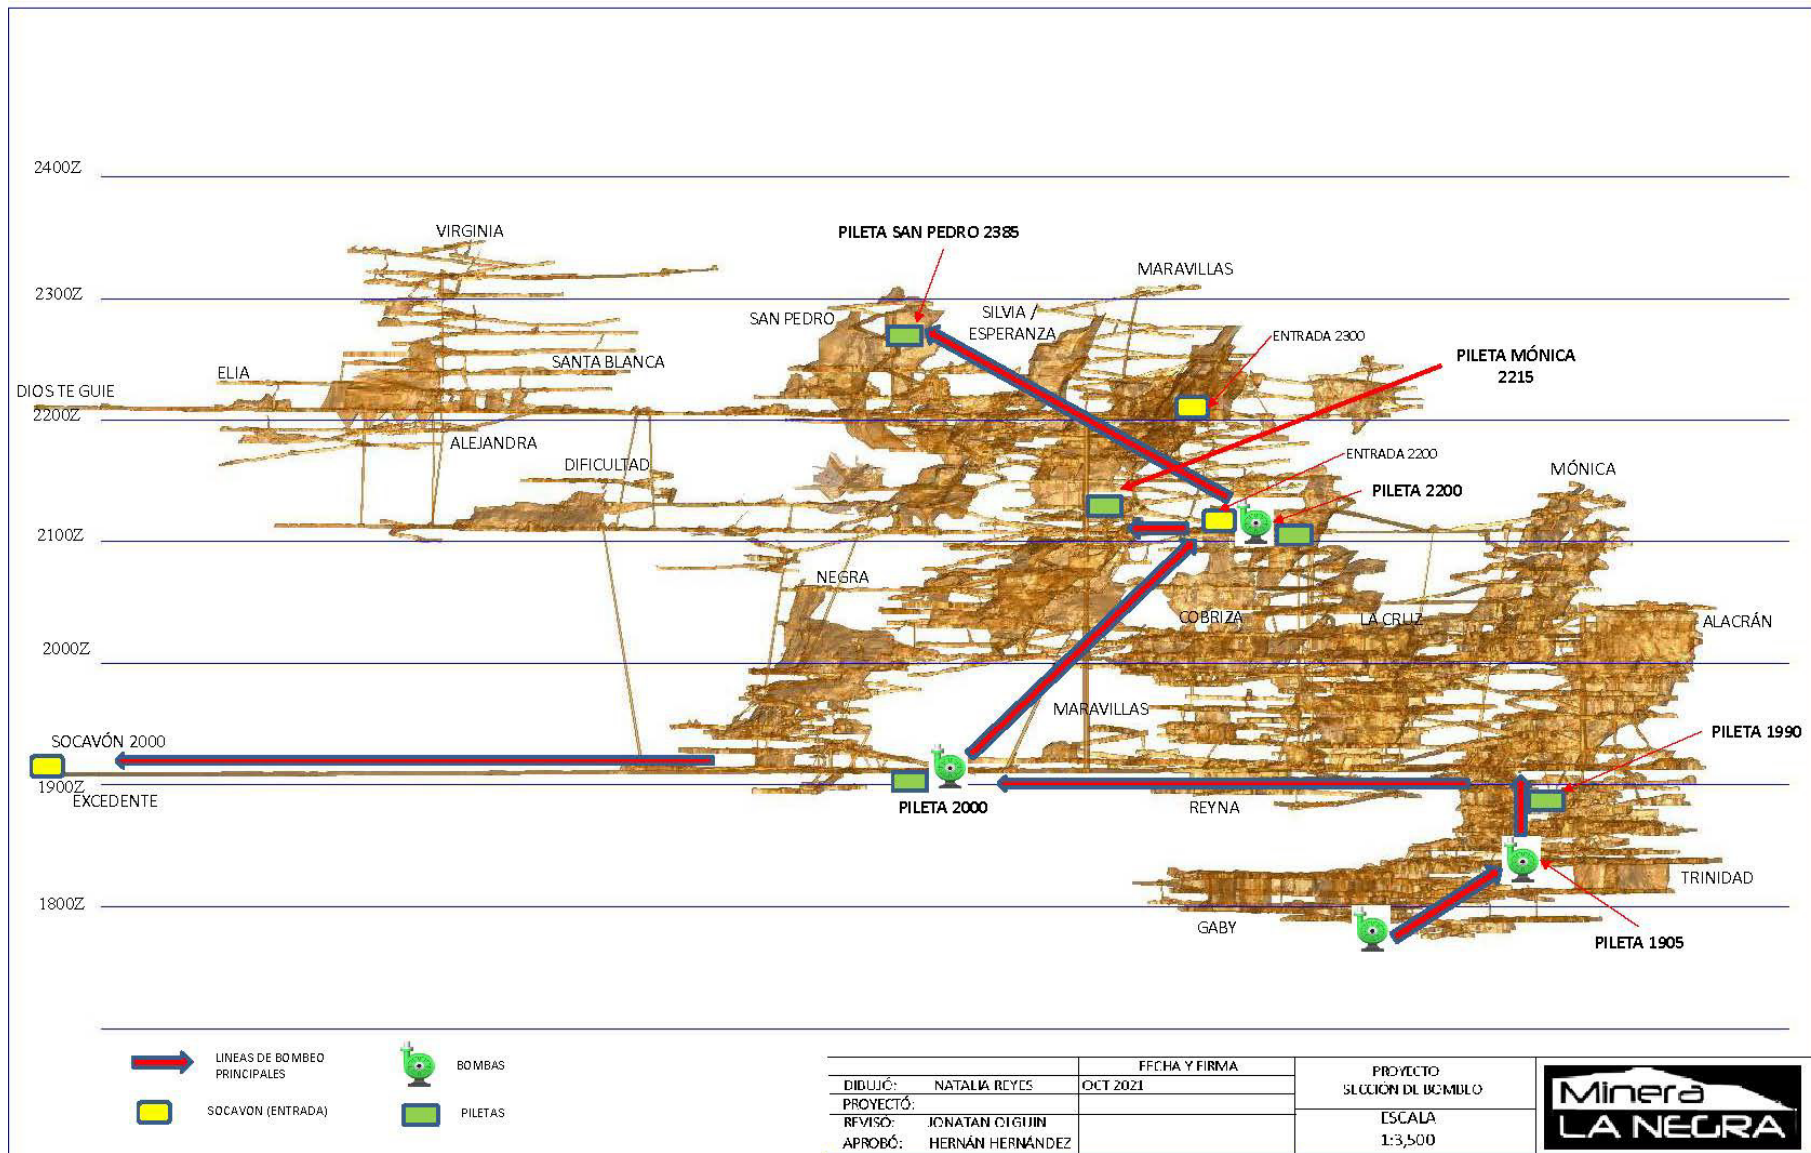 2400Z
VIRGINIA
PILETA SAN PEDRO 2385
MARAVILLAS
2300Z
SAN PEDRO
SILVIA /
ESPERANZA
ENTRADA 2300
PILETA MÓNICA
2215
SANTA BLANCA
ELIA
DIOS TE GUIE
2200Z
ALEJANDRA
DIFICULTAD
ENTRADA 2200
MÓNICA
PILETA 2200
2100Z
NEGRA
COBRIZA
LA CRUZ
ALACRÁN
2000Z
MARAVILLAS
SOCAVÓN 2000
PILETA 1990
1900Z
EXCEDENTE
PILETA 2000
REYNA
TRINIDAD
1800Z
GABY
PILETA 1905
LINEAS DE BOMBEO
PRINCIPALES
BOMBAS
SOCAVON (ENTRADA)
PILETAS
FECHA Y FIRMA
DIBUJÓ: NATALIA REYES OCT 2021
PROYECTÓ:
REVISÓ: JONATAN OLGUIN
APROBÓ: HERNÁN HERNÁNDEZ
PROYECTO
SECCIÓN DE BOMBEO
ESCALA
1:3,500
Minera
LA NEGRA